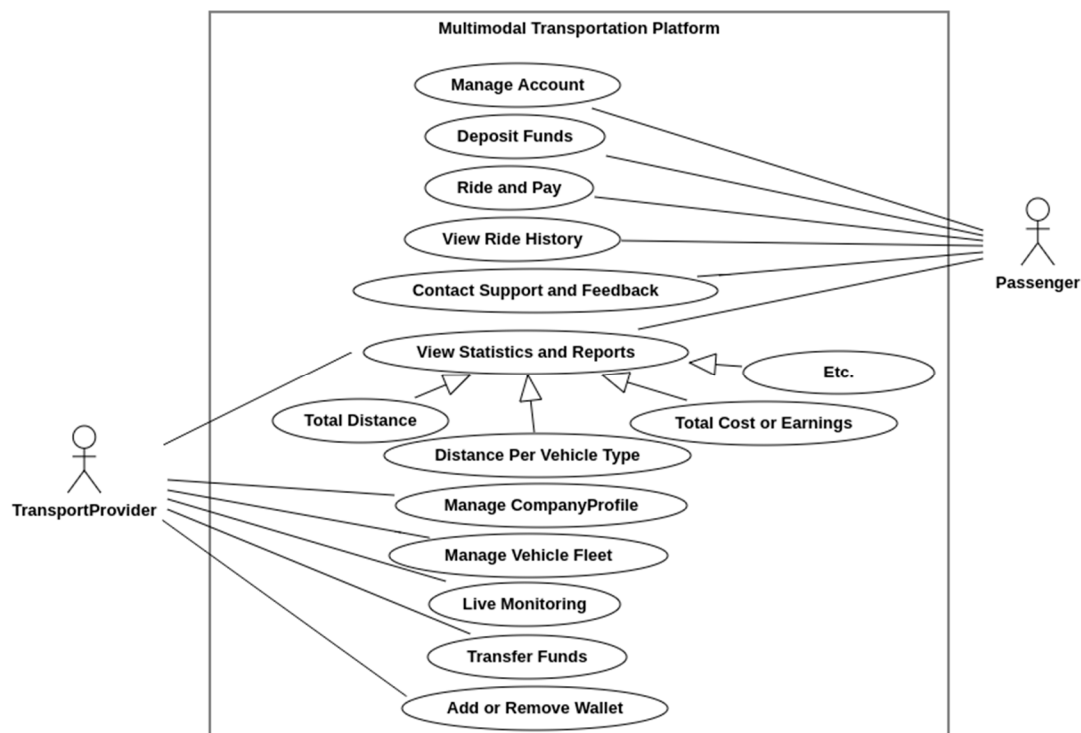 Multimodal Transportation Platform
Manage Account
Deposit Funds
Ride and Pay
View Ride History
Contact Support and Feedback
Passenger
View Statistics and Reports
Etc.
Total Distance
Total Cost or Earnings
Distance Per Vehicle Type
TransportProvider
Manage CompanyProfile
Manage Vehicle Fleet
Live Monitoring
Transfer Funds
Add or Remove Wallet